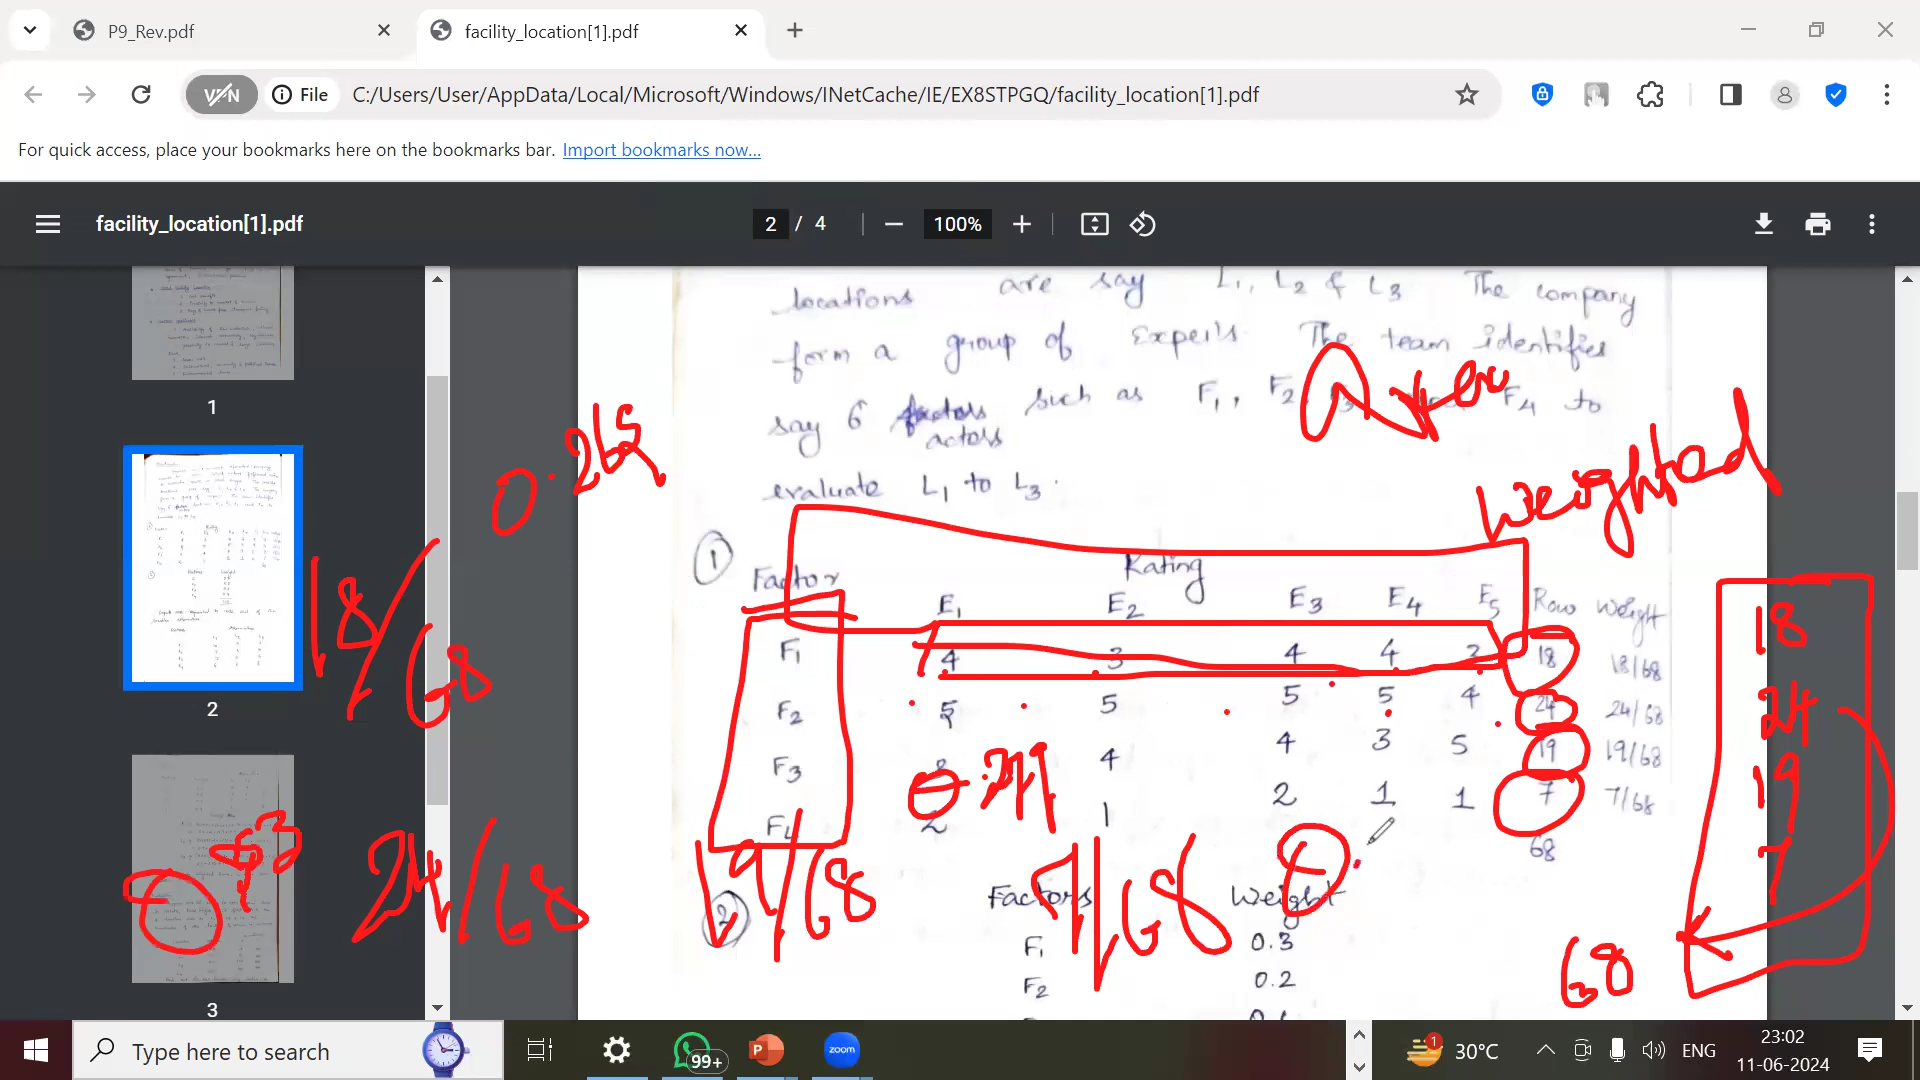 P9_Rev.pdf
facility_location[1].pdf
VPN
File
C:/Users/User/AppData/Local/Microsoft/Windows/INetCache/IE/EX8STPGQ/facility_location[1].pdf
For quick access, place your bookmarks here on the bookmarks bar. Import bookmarks now...
facility_location[1].pdf
2 / 4
100%
1
2
3
locations are say L1, L2 & L3 The company
form a group of Experts. The team identifies
say 6 factors such as F1, F2, F3 F4 to
actors
evaluate L1 to L3.
Weighted
0.265
18/68
24/68
① Factor Rating
E1 E2 E3 E4 E5 Row Weight
F1 4 3 4 4 3 18 18/68
F2 5 5 5 5 4 24 24/68
F3 4 4 3 5 19 19/68
F4 2 1 2 1 1 7 7/68
68
18
24
19
7
68
19/68
7/68
② Factors Weight
F1 0.3
F2 0.2
Type here to search
99+
zoom
1
30°C
ENG
23:02
11-06-2024